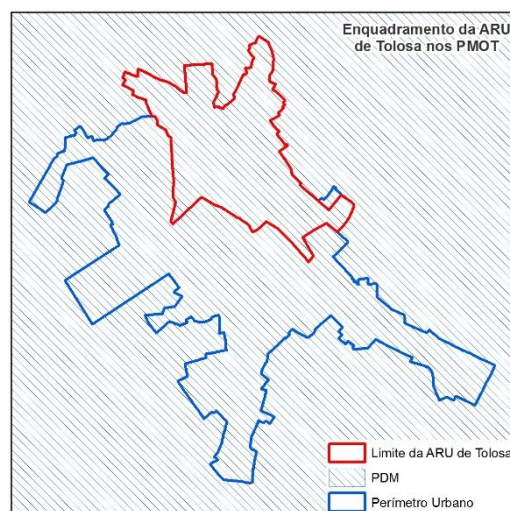 Enquadramento da ARU
de Tolosa nos PMOT
Limite da ARU de Tolosa
PDM
Perímetro Urbano